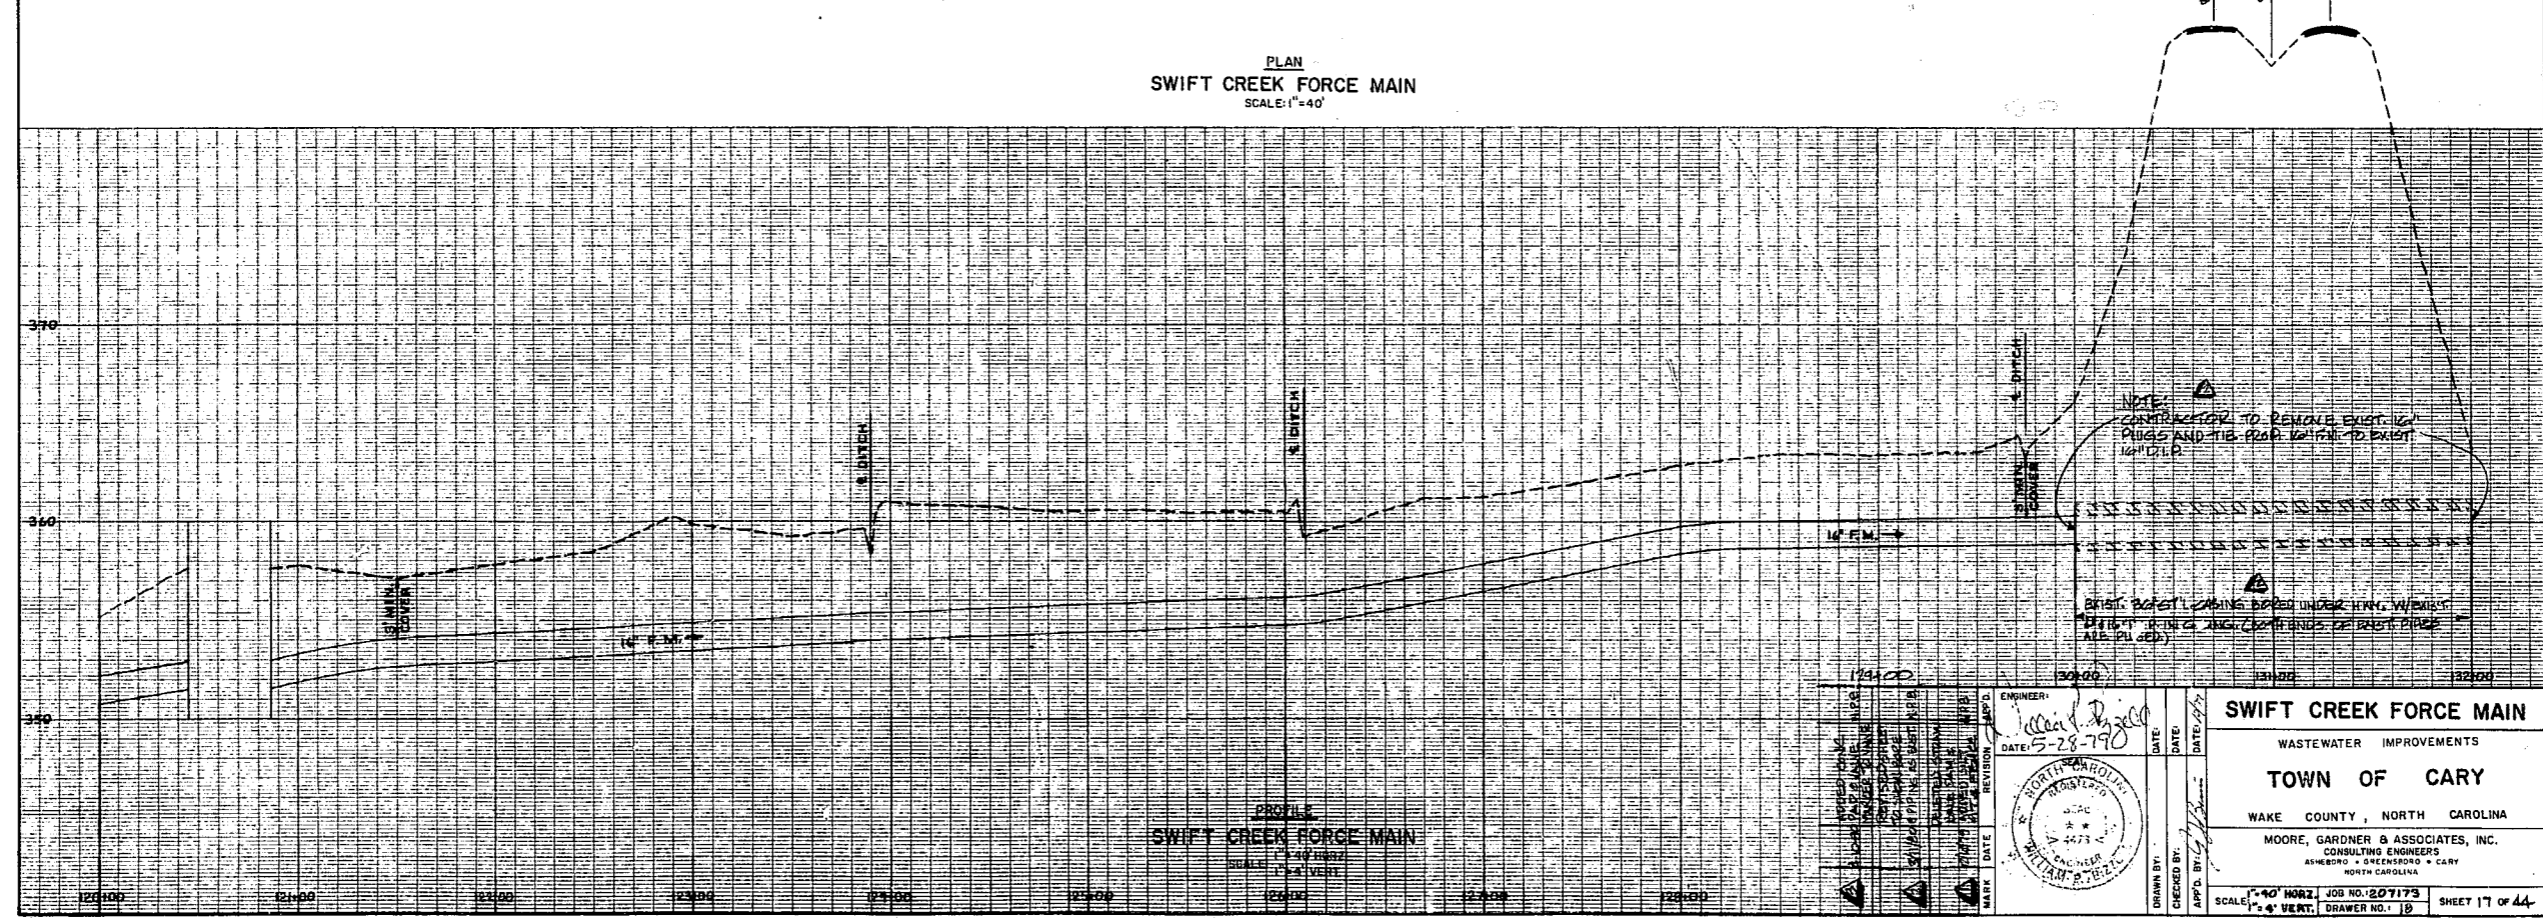 PLAN
SWIFT CREEK FORCE MAIN
SCALE: 1"=40'
370
360
350
℄ DITCH
℄ DITCH
℄ DITCH
3' MIN. COVER
3' MIN. COVER
16" F.M.
16" F.M.
NOTE:
CONTRACTOR TO REMOVE EXIST. 16"
PLUGS AND TIE PROP. 16" F.M. TO EXIST.
16" D.I.P.
EXIST. 30" ST'L CASING BORED UNDER HWY. W/EXIST.
129+00
130+00
131+00
132+00
PROFILE
SWIFT CREEK FORCE MAIN
SCALE 1"=40' HORZ.
1"=4' VERT.
120+00
121+00
122+00
123+00
124+00
125+00
126+00
127+00
128+00
MARK
DATE
REVISION
APP'D.
ENGINEER:
DATE: 5-28-79
NORTH CAROLINA
REGISTERED
SEAL
ENGINEER
DRAWN BY:
DATE:
CHECKED BY:
DATE:
APP'D. BY:
DATE:
SWIFT CREEK FORCE MAIN
WASTEWATER IMPROVEMENTS
TOWN OF CARY
WAKE COUNTY, NORTH CAROLINA
MOORE, GARDNER & ASSOCIATES, INC.
CONSULTING ENGINEERS
ASHEBORO • GREENSBORO • CARY
NORTH CAROLINA
SCALE 1"=40' HORZ.
1"=4' VERT.
JOB NO.: 207173
DRAWER NO.: 18
SHEET 17 OF 44